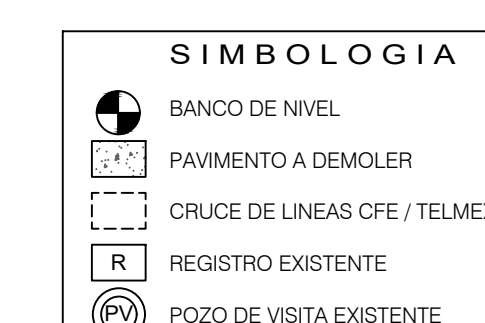 SIMBOLOGIA
BANCO DE NIVEL
PAVIMENTO A DEMOLER
CRUCE DE LINEAS CFE / TELMEX
R REGISTRO EXISTENTE
PV POZO DE VISITA EXISTENTE